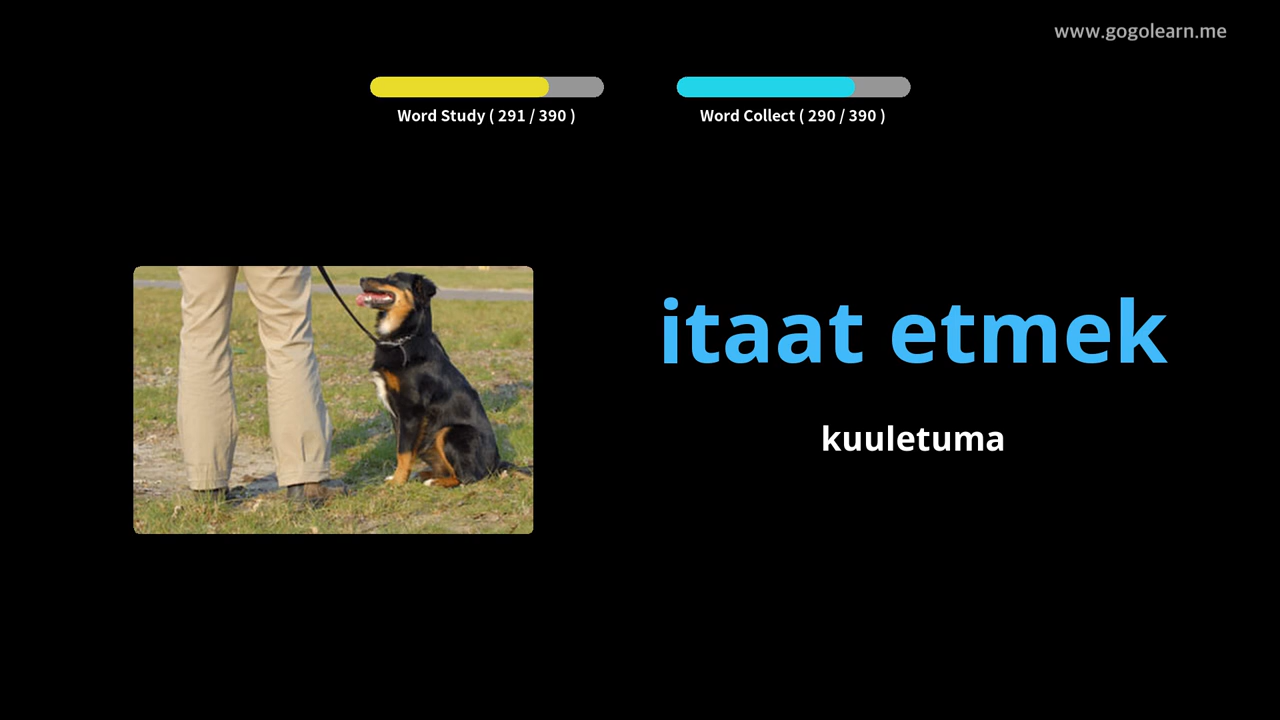 www.gogolearn.me
Word Study ( 291 / 390 )
Word Collect ( 290 / 390 )
itaat etmek
kuuletuma